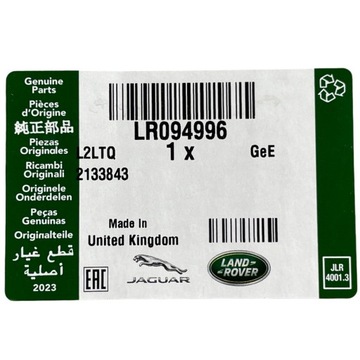 Genuine
Parts
Pièces
d'Origine
純正部品
Piezas
Originales
Ricambi
Originali
Originele
Onderdelen
Peças
Genuinas
Originalteile
قطع غيار
أصلية
2023
LR094996
L2LTQ
1 x
GeE
2133843
Made In
United Kingdom
EAC
JAGUAR
LAND-
-ROVER
JLR
4001.3